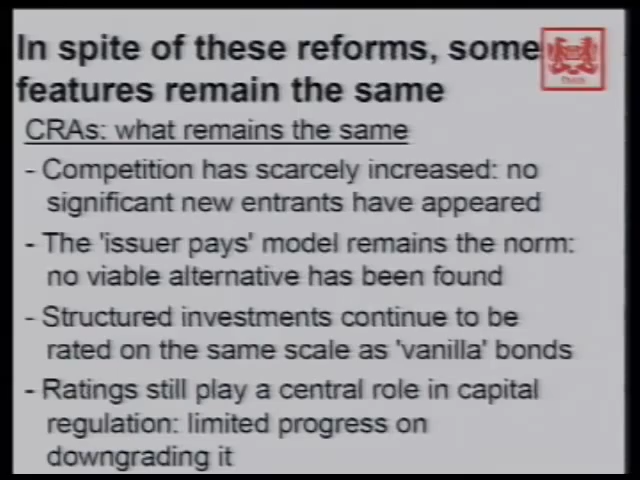 In spite of these reforms, some
features remain the same
CRAs: what remains the same
- Competition has scarcely increased: no
significant new entrants have appeared
- The 'issuer pays' model remains the norm:
no viable alternative has been found
- Structured investments continue to be
rated on the same scale as 'vanilla' bonds
- Ratings still play a central role in capital
regulation: limited progress on
downgrading it